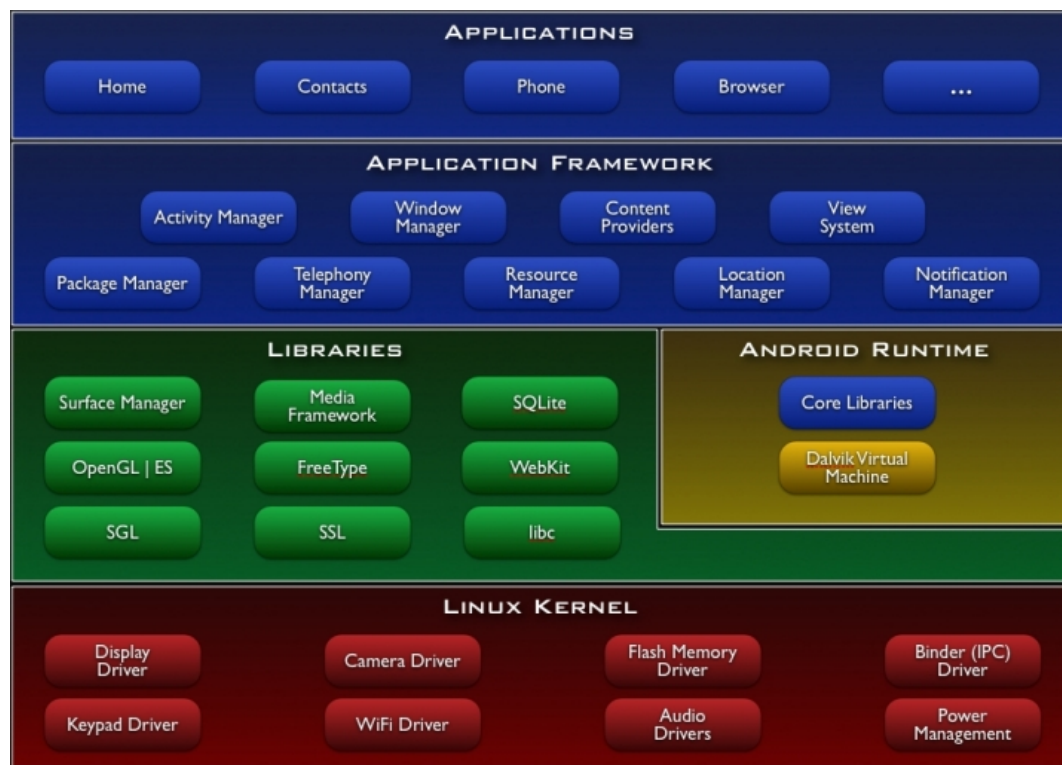 APPLICATIONS
Home
Contacts
Phone
Browser
...
APPLICATION FRAMEWORK
Activity Manager
Window
Manager
Content
Providers
View
System
Package Manager
Telephony
Manager
Resource
Manager
Location
Manager
Notification
Manager
LIBRARIES
Surface Manager
Media
Framework
SQLite
OpenGL | ES
FreeType
WebKit
SGL
SSL
libc
ANDROID RUNTIME
Core Libraries
Dalvik Virtual
Machine
LINUX KERNEL
Display
Driver
Camera Driver
Flash Memory
Driver
Binder (IPC)
Driver
Keypad Driver
WiFi Driver
Audio
Drivers
Power
Management